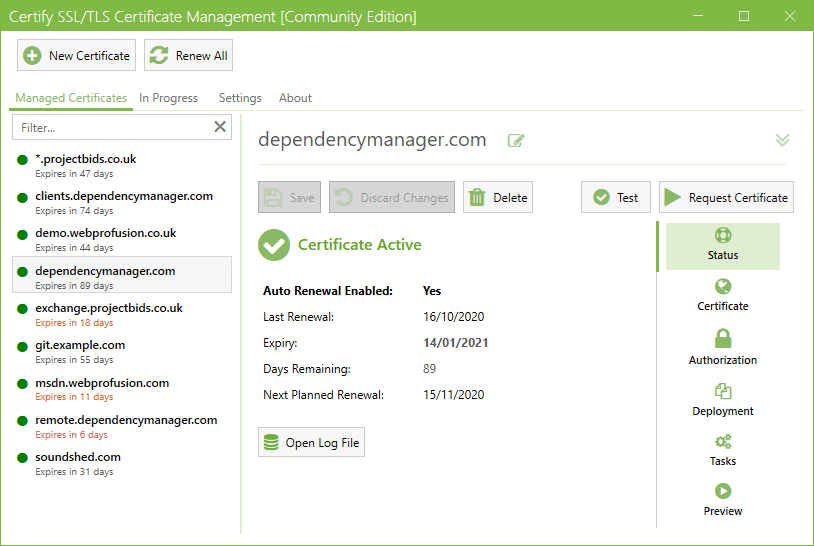 Certify SSL/TLS Certificate Management [Community Edition]
New Certificate
Renew All
Managed Certificates
In Progress
Settings
About
Filter...
*.projectbids.co.uk
Expires in 47 days
clients.dependencymanager.com
Expires in 74 days
demo.webprofusion.co.uk
Expires in 44 days
dependencymanager.com
Expires in 89 days
exchange.projectbids.co.uk
Expires in 18 days
git.example.com
Expires in 55 days
msdn.webprofusion.com
Expires in 11 days
remote.dependencymanager.com
Expires in 6 days
soundshed.com
Expires in 31 days
dependencymanager.com
Save
Discard Changes
Delete
Test
Request Certificate
Certificate Active
Auto Renewal Enabled: Yes
Last Renewal: 16/10/2020
Expiry: 14/01/2021
Days Remaining: 89
Next Planned Renewal: 15/11/2020
Open Log File
Status
Certificate
Authorization
Deployment
Tasks
Preview